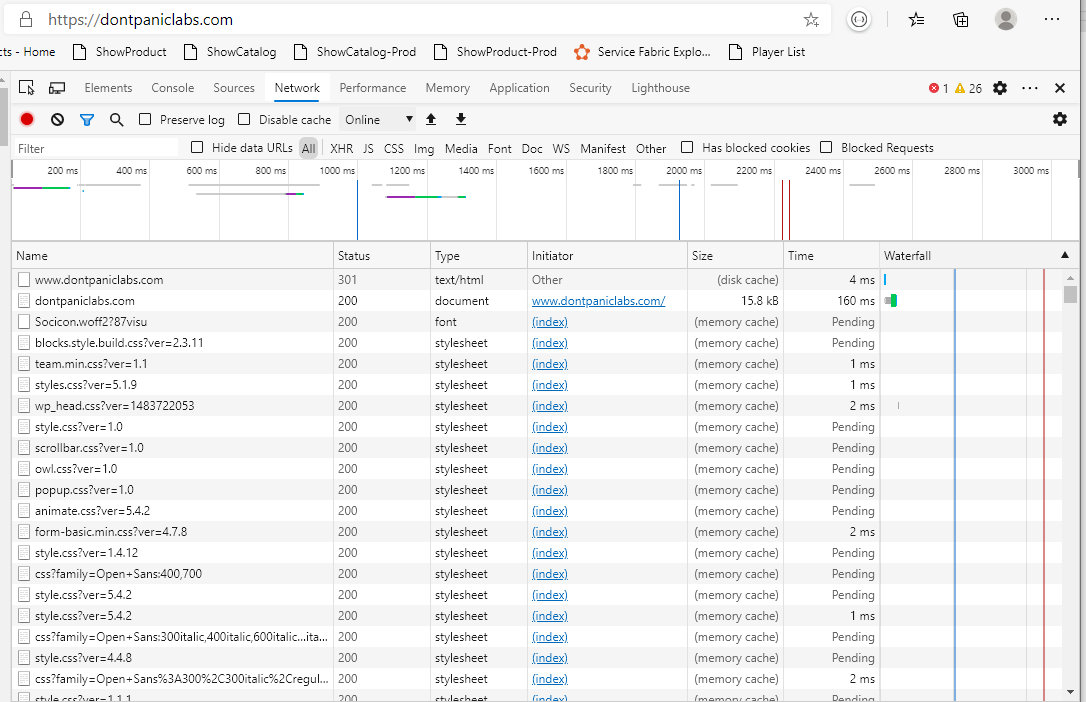 https://dontpaniclabs.com
cts - Home ShowProduct ShowCatalog ShowCatalog-Prod ShowProduct-Prod Service Fabric Explo... Player List
Elements Console Sources Network Performance Memory Application Security Lighthouse 1 26
Preserve log Disable cache Online
Filter Hide data URLs All XHR JS CSS Img Media Font Doc WS Manifest Other Has blocked cookies Blocked Requests
200 ms 400 ms 600 ms 800 ms 1000 ms 1200 ms 1400 ms 1600 ms 1800 ms 2000 ms 2200 ms 2400 ms 2600 ms 2800 ms 3000 ms
Name Status Type Initiator Size Time Waterfall
www.dontpaniclabs.com 301 text/html Other (disk cache) 4 ms
dontpaniclabs.com 200 document www.dontpaniclabs.com/ 15.8 kB 160 ms
Socicon.woff2?87visu 200 font (index) (memory cache) Pending
blocks.style.build.css?ver=2.3.11 200 stylesheet (index) (memory cache) Pending
team.min.css?ver=1.1 200 stylesheet (index) (memory cache) 1 ms
styles.css?ver=5.1.9 200 stylesheet (index) (memory cache) 1 ms
wp_head.css?ver=1483722053 200 stylesheet (index) (memory cache) 2 ms
style.css?ver=1.0 200 stylesheet (index) (memory cache) Pending
scrollbar.css?ver=1.0 200 stylesheet (index) (memory cache) Pending
owl.css?ver=1.0 200 stylesheet (index) (memory cache) Pending
popup.css?ver=1.0 200 stylesheet (index) (memory cache) Pending
animate.css?ver=5.4.2 200 stylesheet (index) (memory cache) Pending
form-basic.min.css?ver=4.7.8 200 stylesheet (index) (memory cache) 2 ms
style.css?ver=1.4.12 200 stylesheet (index) (memory cache) Pending
css?family=Open+Sans:400,700 200 stylesheet (index) (memory cache) Pending
style.css?ver=5.4.2 200 stylesheet (index) (memory cache) Pending
style.css?ver=5.4.2 200 stylesheet (index) (memory cache) 1 ms
css?family=Open+Sans:300italic,400italic,600italic...ita... 200 stylesheet (index) (memory cache) Pending
style.css?ver=4.4.8 200 stylesheet (index) (memory cache) Pending
css?family=Open+Sans%3A300%2C300italic%2Cregul... 200 stylesheet (index) (memory cache) 2 ms
style.css?ver=1.1.1 200 stylesheet (index) (memory cache) Pending